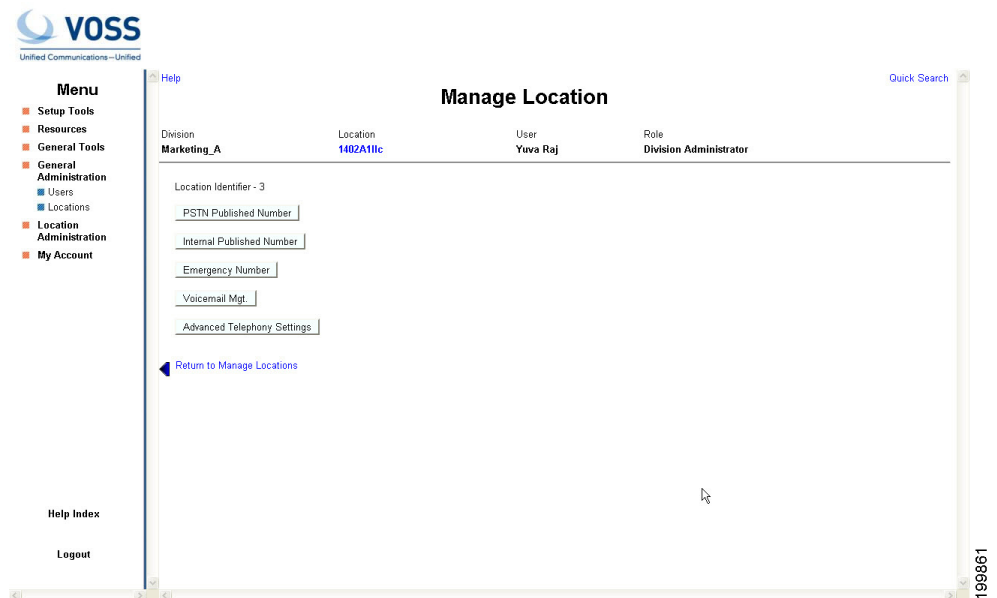 VOSS
Unified Communications—Unified
Menu
Setup Tools
Resources
General Tools
General
Administration
Users
Locations
Location
Administration
My Account
Help Index
Logout
Help
Quick Search
Manage Location
Division Location User Role
Marketing_A 1402A1llc Yuva Raj Division Administrator
Location Identifier - 3
PSTN Published Number
Internal Published Number
Emergency Number
Voicemail Mgt.
Advanced Telephony Settings
Return to Manage Locations
199861